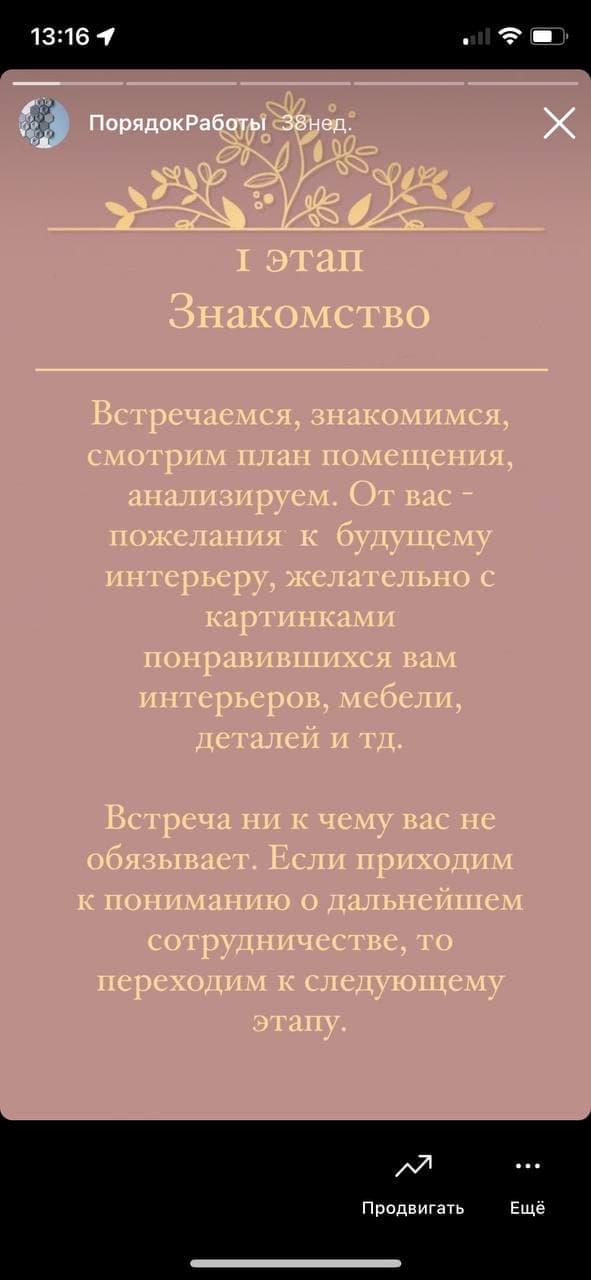 13:16
ПорядокРаботы 38нед.
1 этап
Знакомство
Встречаемся, знакомимся,
смотрим план помещения,
анализируем. От вас -
пожелания к будущему
интерьеру, желательно с
картинками
понравившихся вам
интерьеров, мебели,
деталей и тд.
Встреча ни к чему вас не
обязывает. Если приходим
к пониманию о дальнейшем
сотрудничестве, то
переходим к следующему
этапу.
Продвигать Ещё